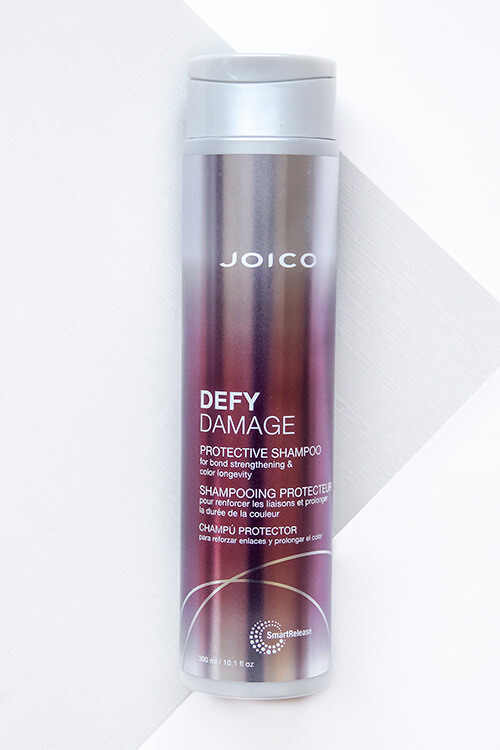 JOICO
DEFY
DAMAGE
PROTECTIVE SHAMPOO
for bond strengthening &
color longevity
SHAMPOOING PROTECTEUR
pour renforcer les liaisons et prolonger
la durée de la couleur
CHAMPÚ PROTECTOR
para reforzar enlaces y prolongar el color
SmartRelease
300 ml / 10,1 fl oz